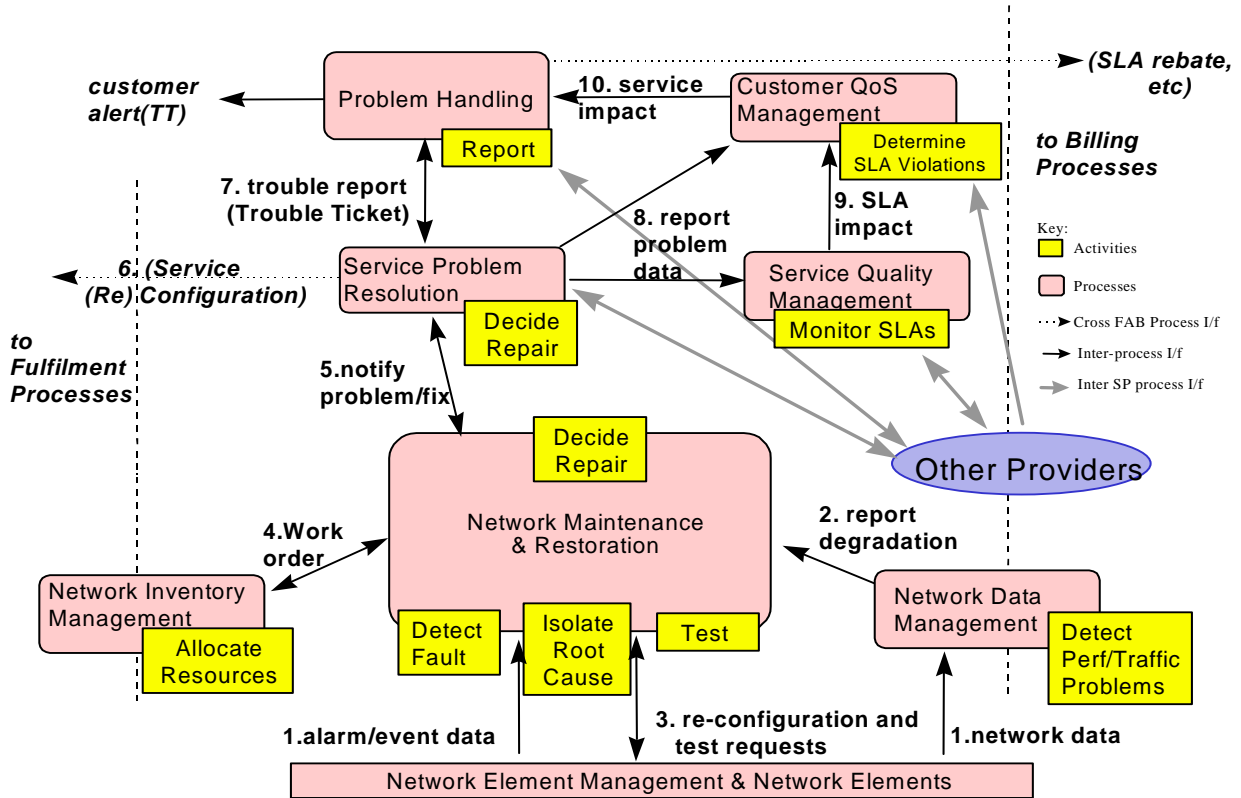 customer
alert(TT)
Problem Handling
Report
10. service
impact
Customer QoS
Management
Determine
SLA Violations
(SLA rebate,
etc)
to Billing
Processes
7. trouble report
(Trouble Ticket)
8. report
problem
data
9. SLA
impact
Key:
Activities
Processes
Cross FAB Process I/f
Inter-process I/f
Inter SP process I/f
6. (Service
(Re) Configuration)
Service Problem
Resolution
Decide
Repair
Service Quality
Management
Monitor SLAs
to
Fulfilment
Processes
5.notify
problem/fix
Decide
Repair
Other Providers
Network Maintenance
& Restoration
4.Work
order
2. report
degradation
Network Inventory
Management
Allocate
Resources
Detect
Fault
Isolate
Root
Cause
Test
Network Data
Management
Detect
Perf/Traffic
Problems
1.alarm/event data
3. re-configuration and
test requests
1.network data
Network Element Management & Network Elements